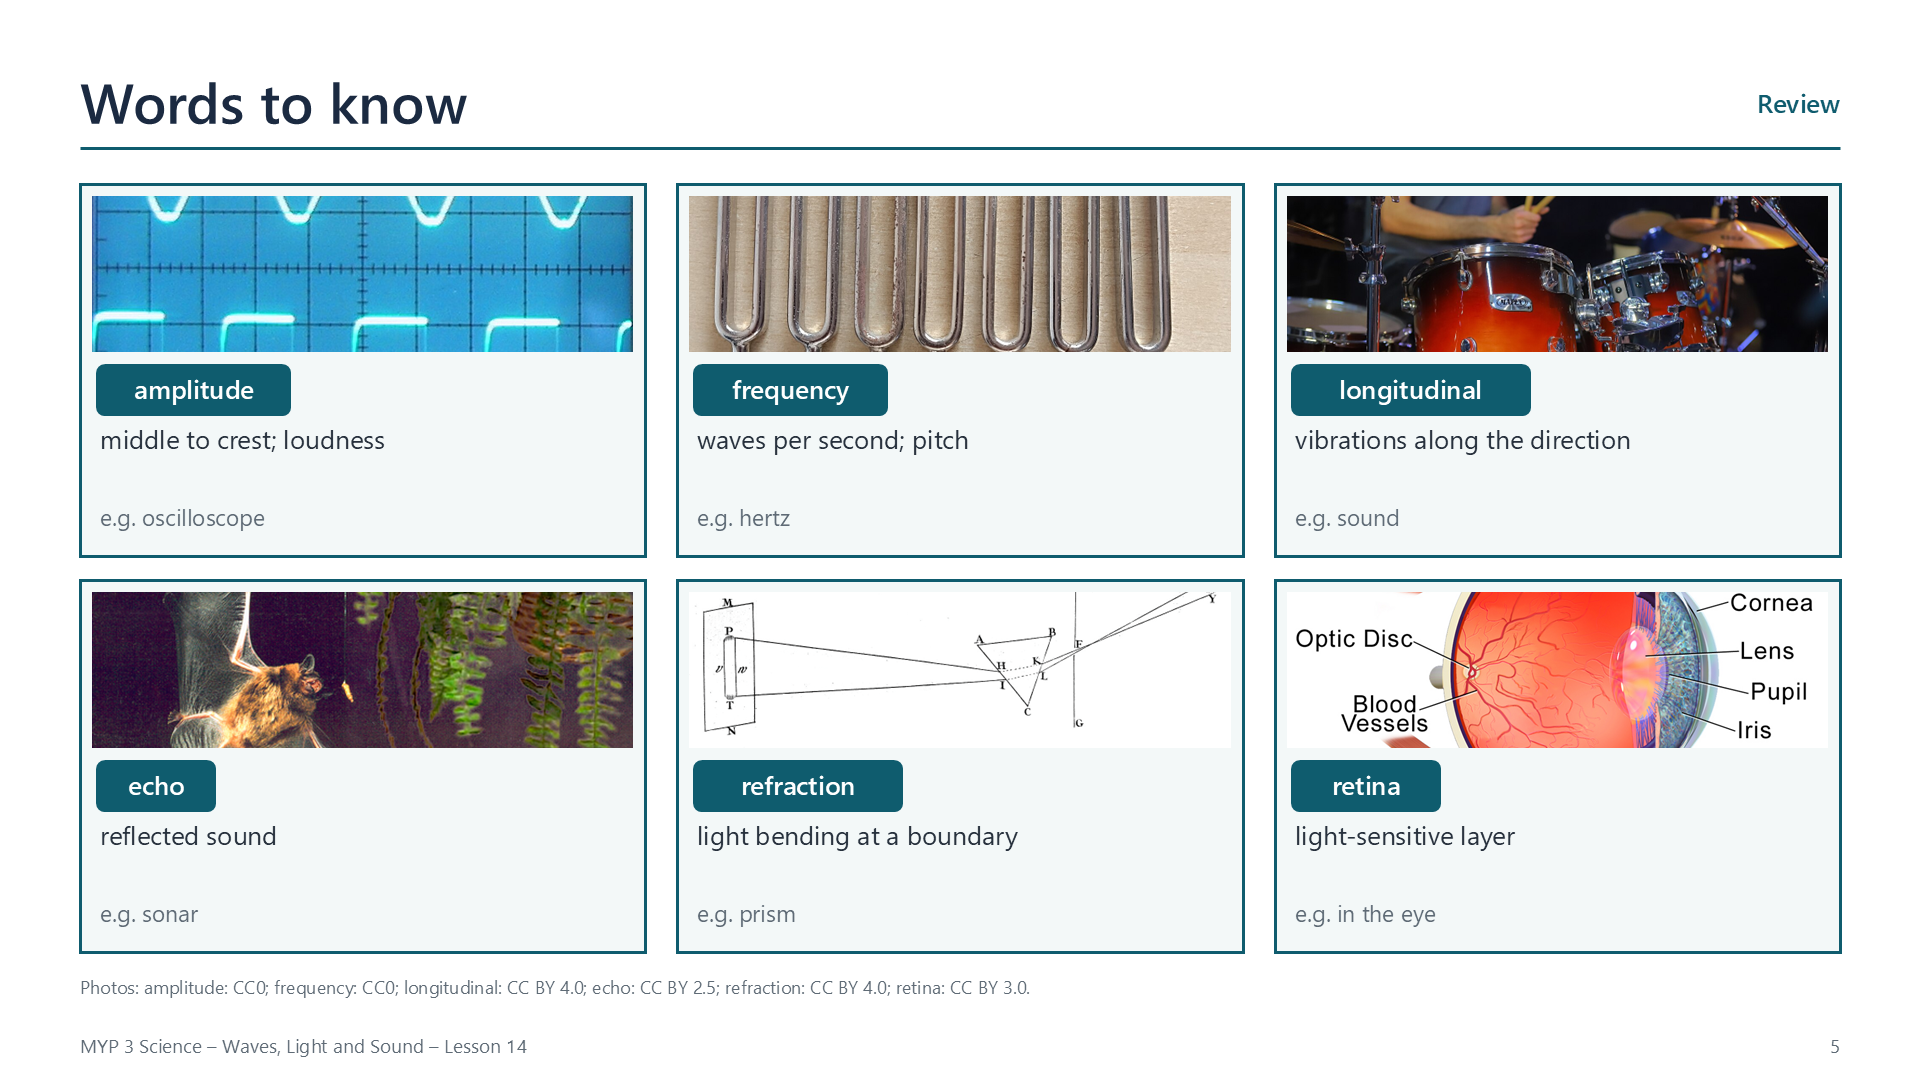 Words to know
Review
amplitude
middle to crest; loudness
e.g. oscilloscope
frequency
waves per second; pitch
e.g. hertz
longitudinal
vibrations along the direction
e.g. sound
echo
reflected sound
e.g. sonar
M
P
v
T
N
A
B
H
K
I
L
C
F
G
Y
refraction
light bending at a boundary
e.g. prism
Optic Disc
Blood
Vessels
Cornea
Lens
Pupil
Iris
retina
light-sensitive layer
e.g. in the eye
Photos: amplitude: CC0; frequency: CC0; longitudinal: CC BY 4.0; echo: CC BY 2.5; refraction: CC BY 4.0; retina: CC BY 3.0.
MYP 3 Science – Waves, Light and Sound – Lesson 14
5